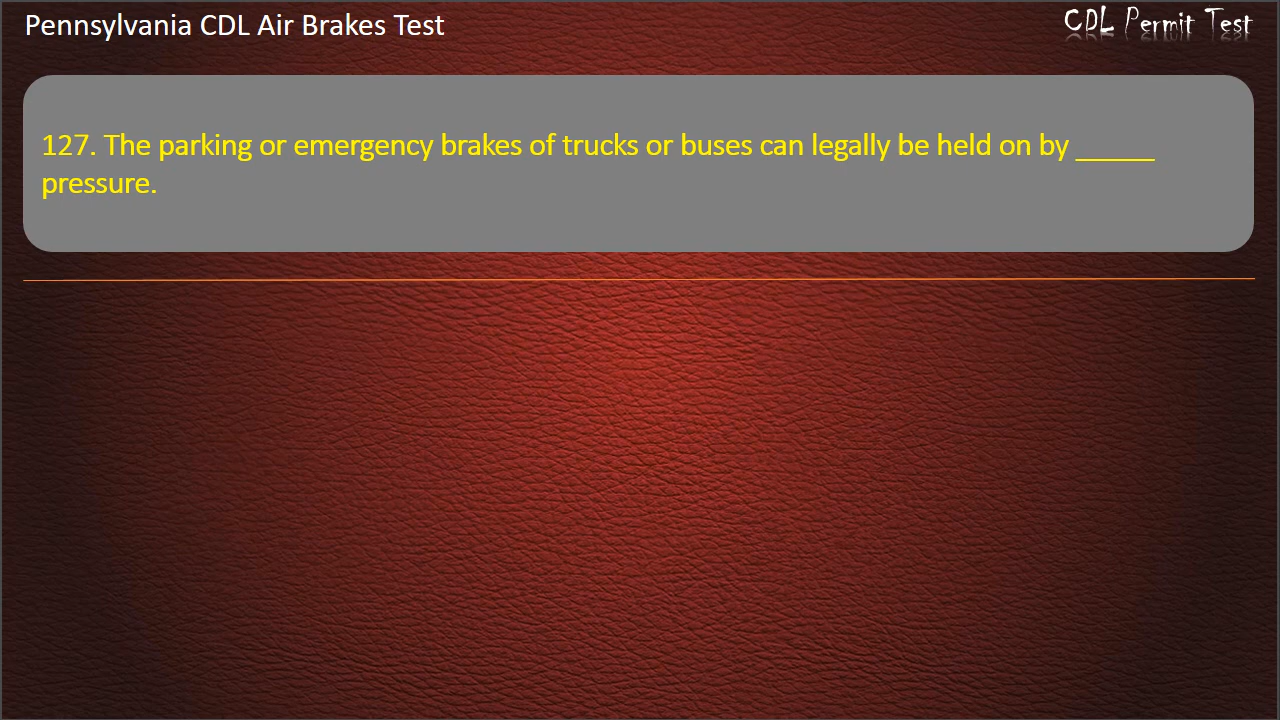 Pennsylvania CDL Air Brakes Test
CDL Permit Test
127. The parking or emergency brakes of trucks or buses can legally be held on by _____
pressure.